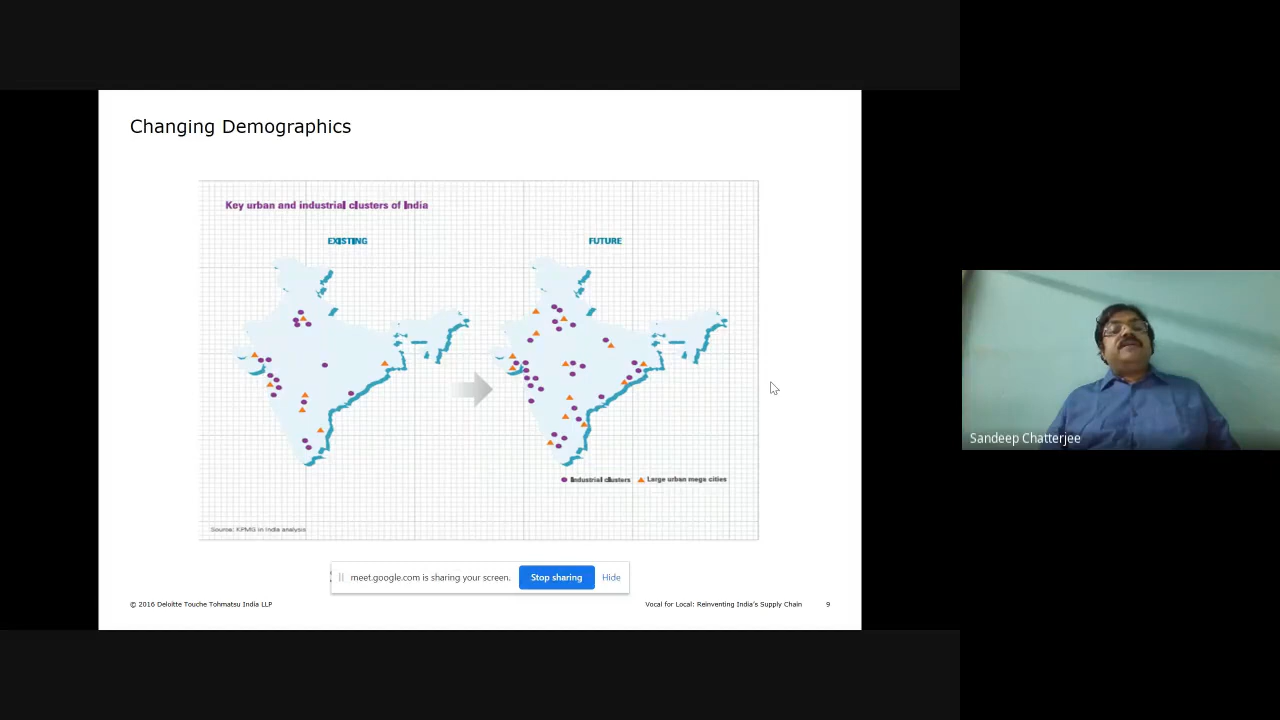 Changing Demographics
Key urban and industrial clusters of India
EXISTING
FUTURE
Industrial clusters
Large urban mega cities
Source: KPMG in India analysis
meet.google.com is sharing your screen.
Stop sharing
Hide
© 2016 Deloitte Touche Tohmatsu India LLP
Vocal for Local: Reinventing India's Supply Chain
9
Sandeep Chatterjee